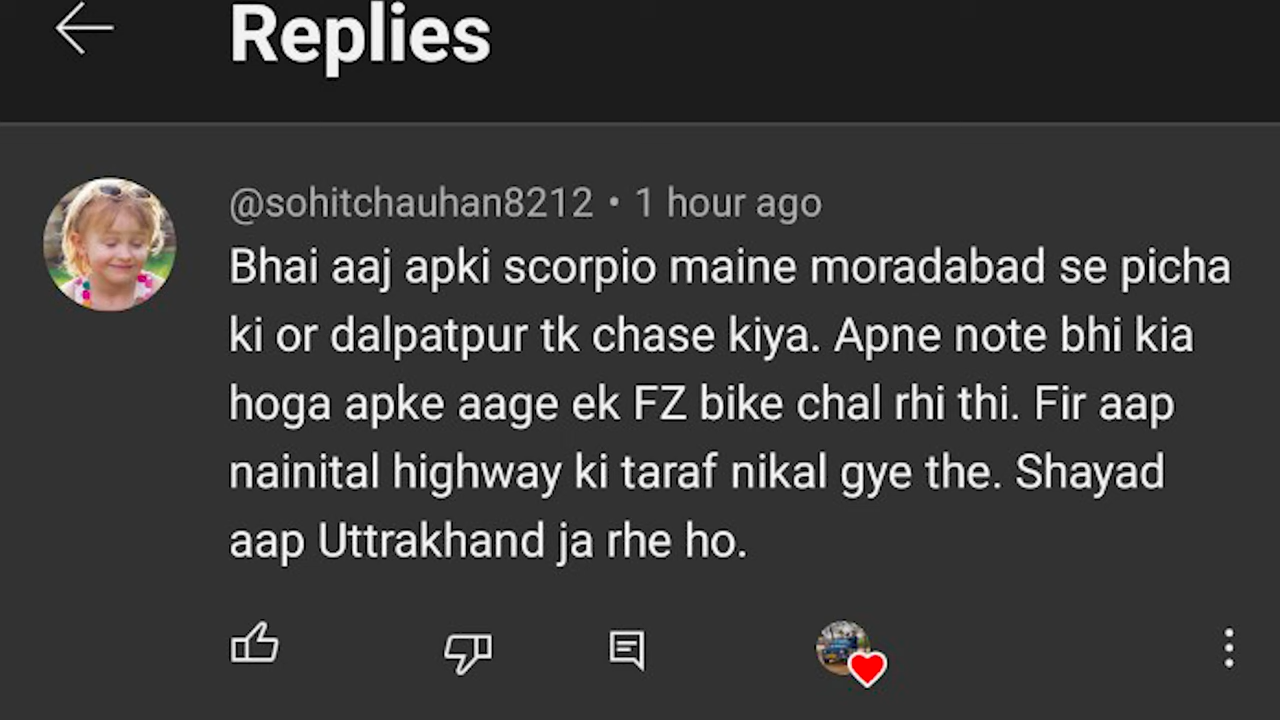 Replies
@sohitchauhan8212 • 1 hour ago
Bhai aaj apki scorpio maine moradabad se picha
ki or dalpatpur tk chase kiya. Apne note bhi kia
hoga apke aage ek FZ bike chal rhi thi. Fir aap
nainital highway ki taraf nikal gye the. Shayad
aap Uttrakhand ja rhe ho.